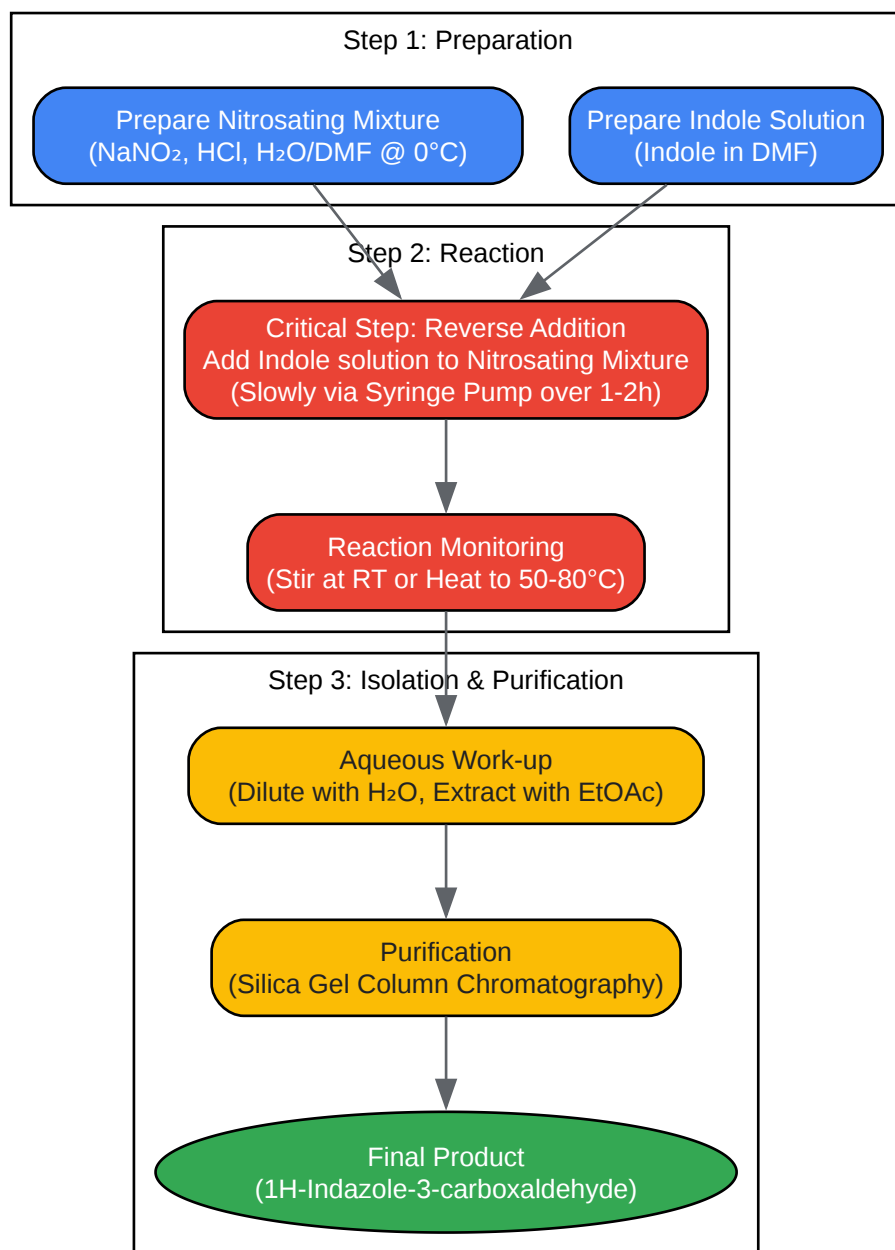 Step 1: Preparation
Prepare Nitrosating Mixture
(NaNO₂, HCl, H₂O/DMF @ 0°C)
Prepare Indole Solution
(Indole in DMF)
Step 2: Reaction
Critical Step: Reverse Addition
Add Indole solution to Nitrosating Mixture
(Slowly via Syringe Pump over 1-2h)
Reaction Monitoring
(Stir at RT or Heat to 50-80°C)
Step 3: Isolation & Purification
Aqueous Work-up
(Dilute with H₂O, Extract with EtOAc)
Purification
(Silica Gel Column Chromatography)
Final Product
(1H-Indazole-3-carboxaldehyde)